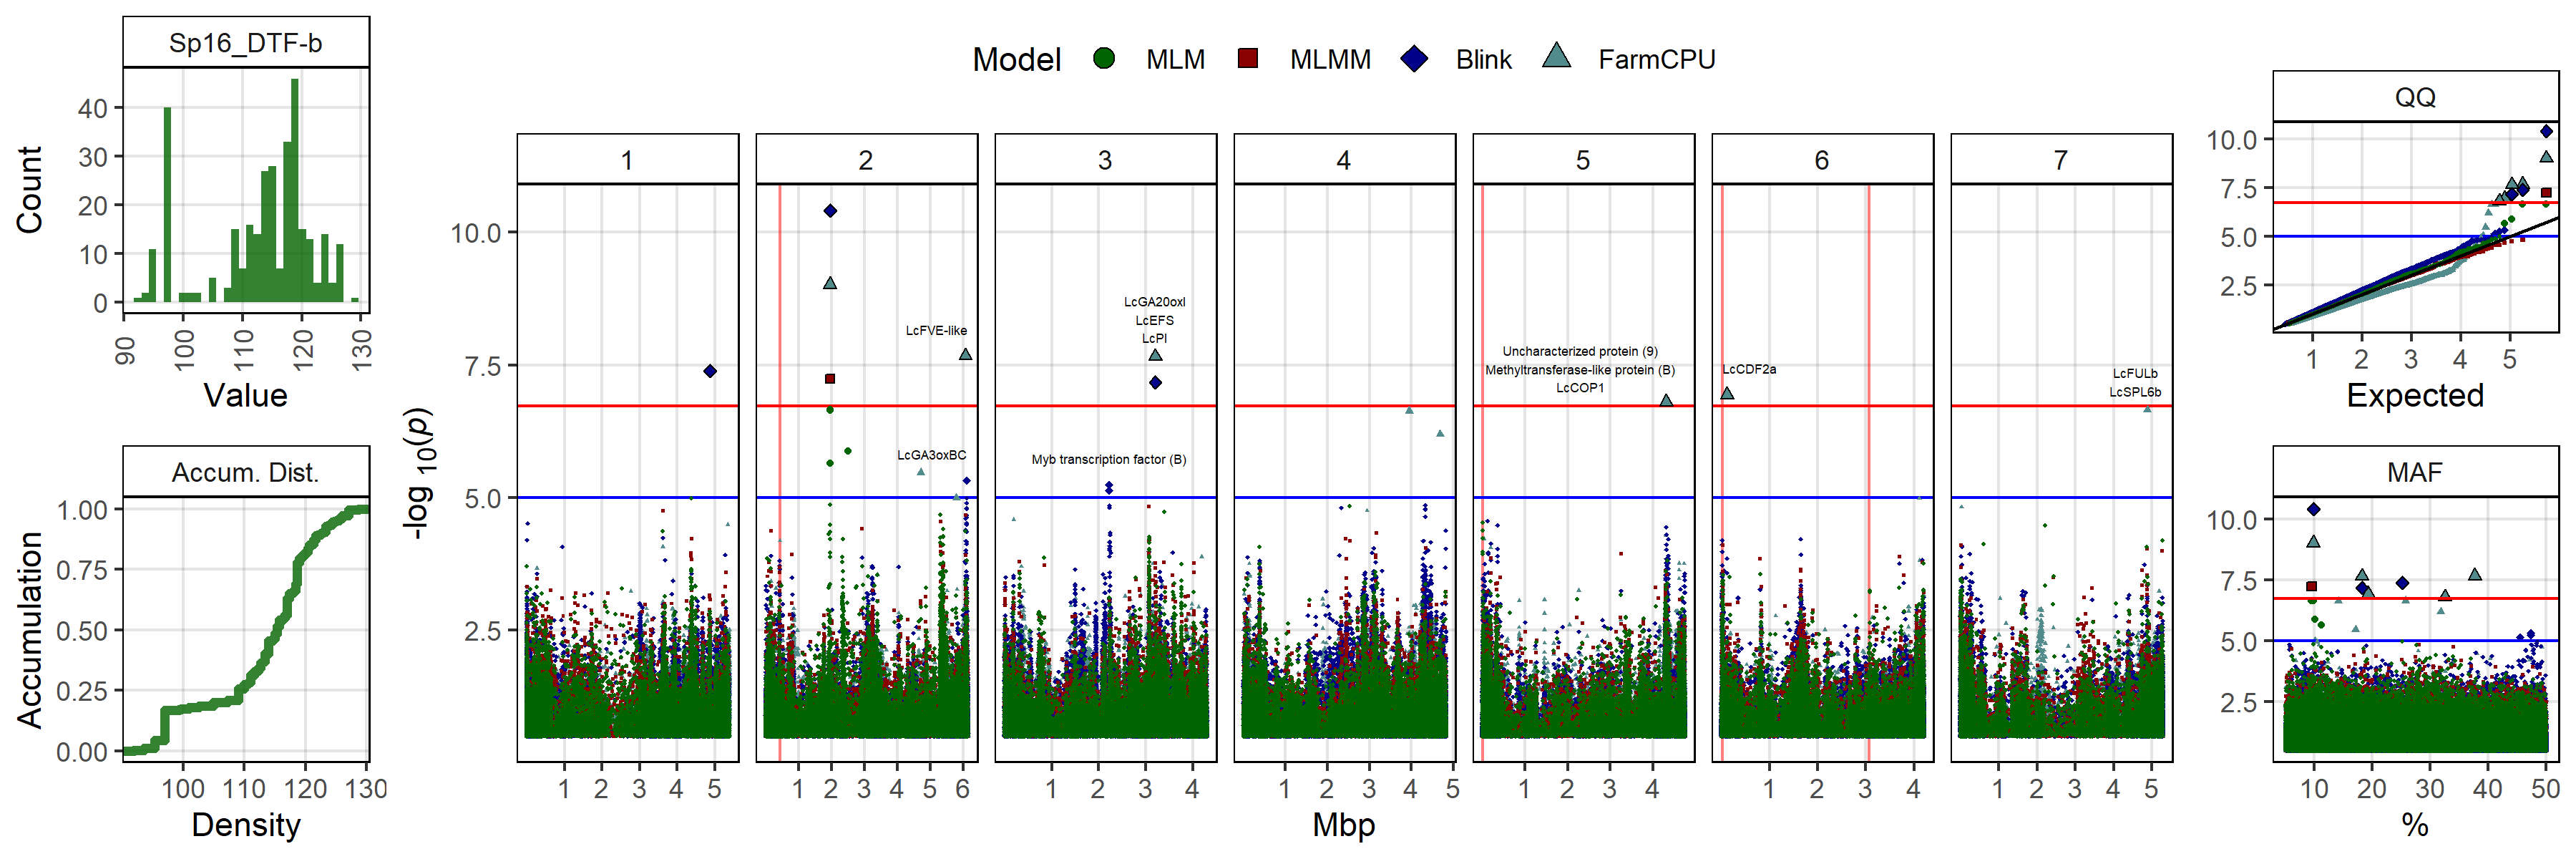 Sp16_DTF-b
Count
40
30
20
10
0
90 100 110 120 130
Value
Accum. Dist.
Accumulation
1.00
0.75
0.50
0.25
0.00
100 110 120 130
Density
Model MLM MLMM Blink FarmCPU
-log 10(p)
10.0
7.5
5.0
2.5
1 2 3 4 5 6 7
LcFVE-like
LcGA3oxBC
LcGA20oxI
LcEFS
LcPI
Myb transcription factor (B)
Uncharacterized protein (9)
Methyltransferase-like protein (B)
LcCOP1
LcCDF2a
LcFULb
LcSPL6b
1 2 3 4 5
1 2 3 4 5 6
1 2 3 4
1 2 3 4 5
1 2 3 4
1 2 3 4
1 2 3 4 5
Mbp
QQ
10.0
7.5
5.0
2.5
1 2 3 4 5
Expected
MAF
10.0
7.5
5.0
2.5
10 20 30 40 50
%